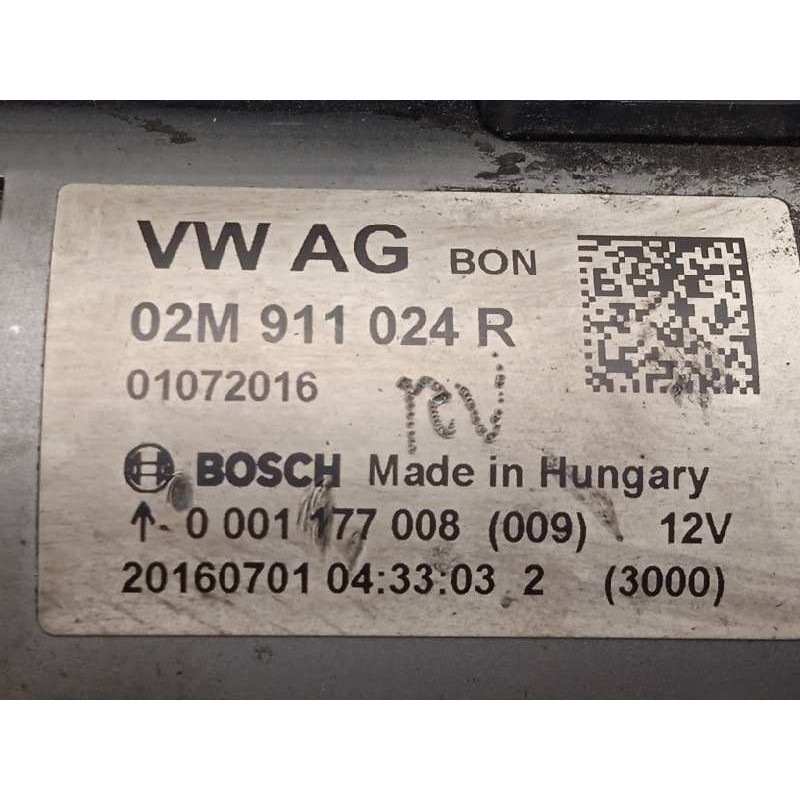 VW AG BON
02M 911 024 R
01072016
BOSCH Made in Hungary
0 001 177 008 (009) 12V
20160701 04:33:03 2 (3000)